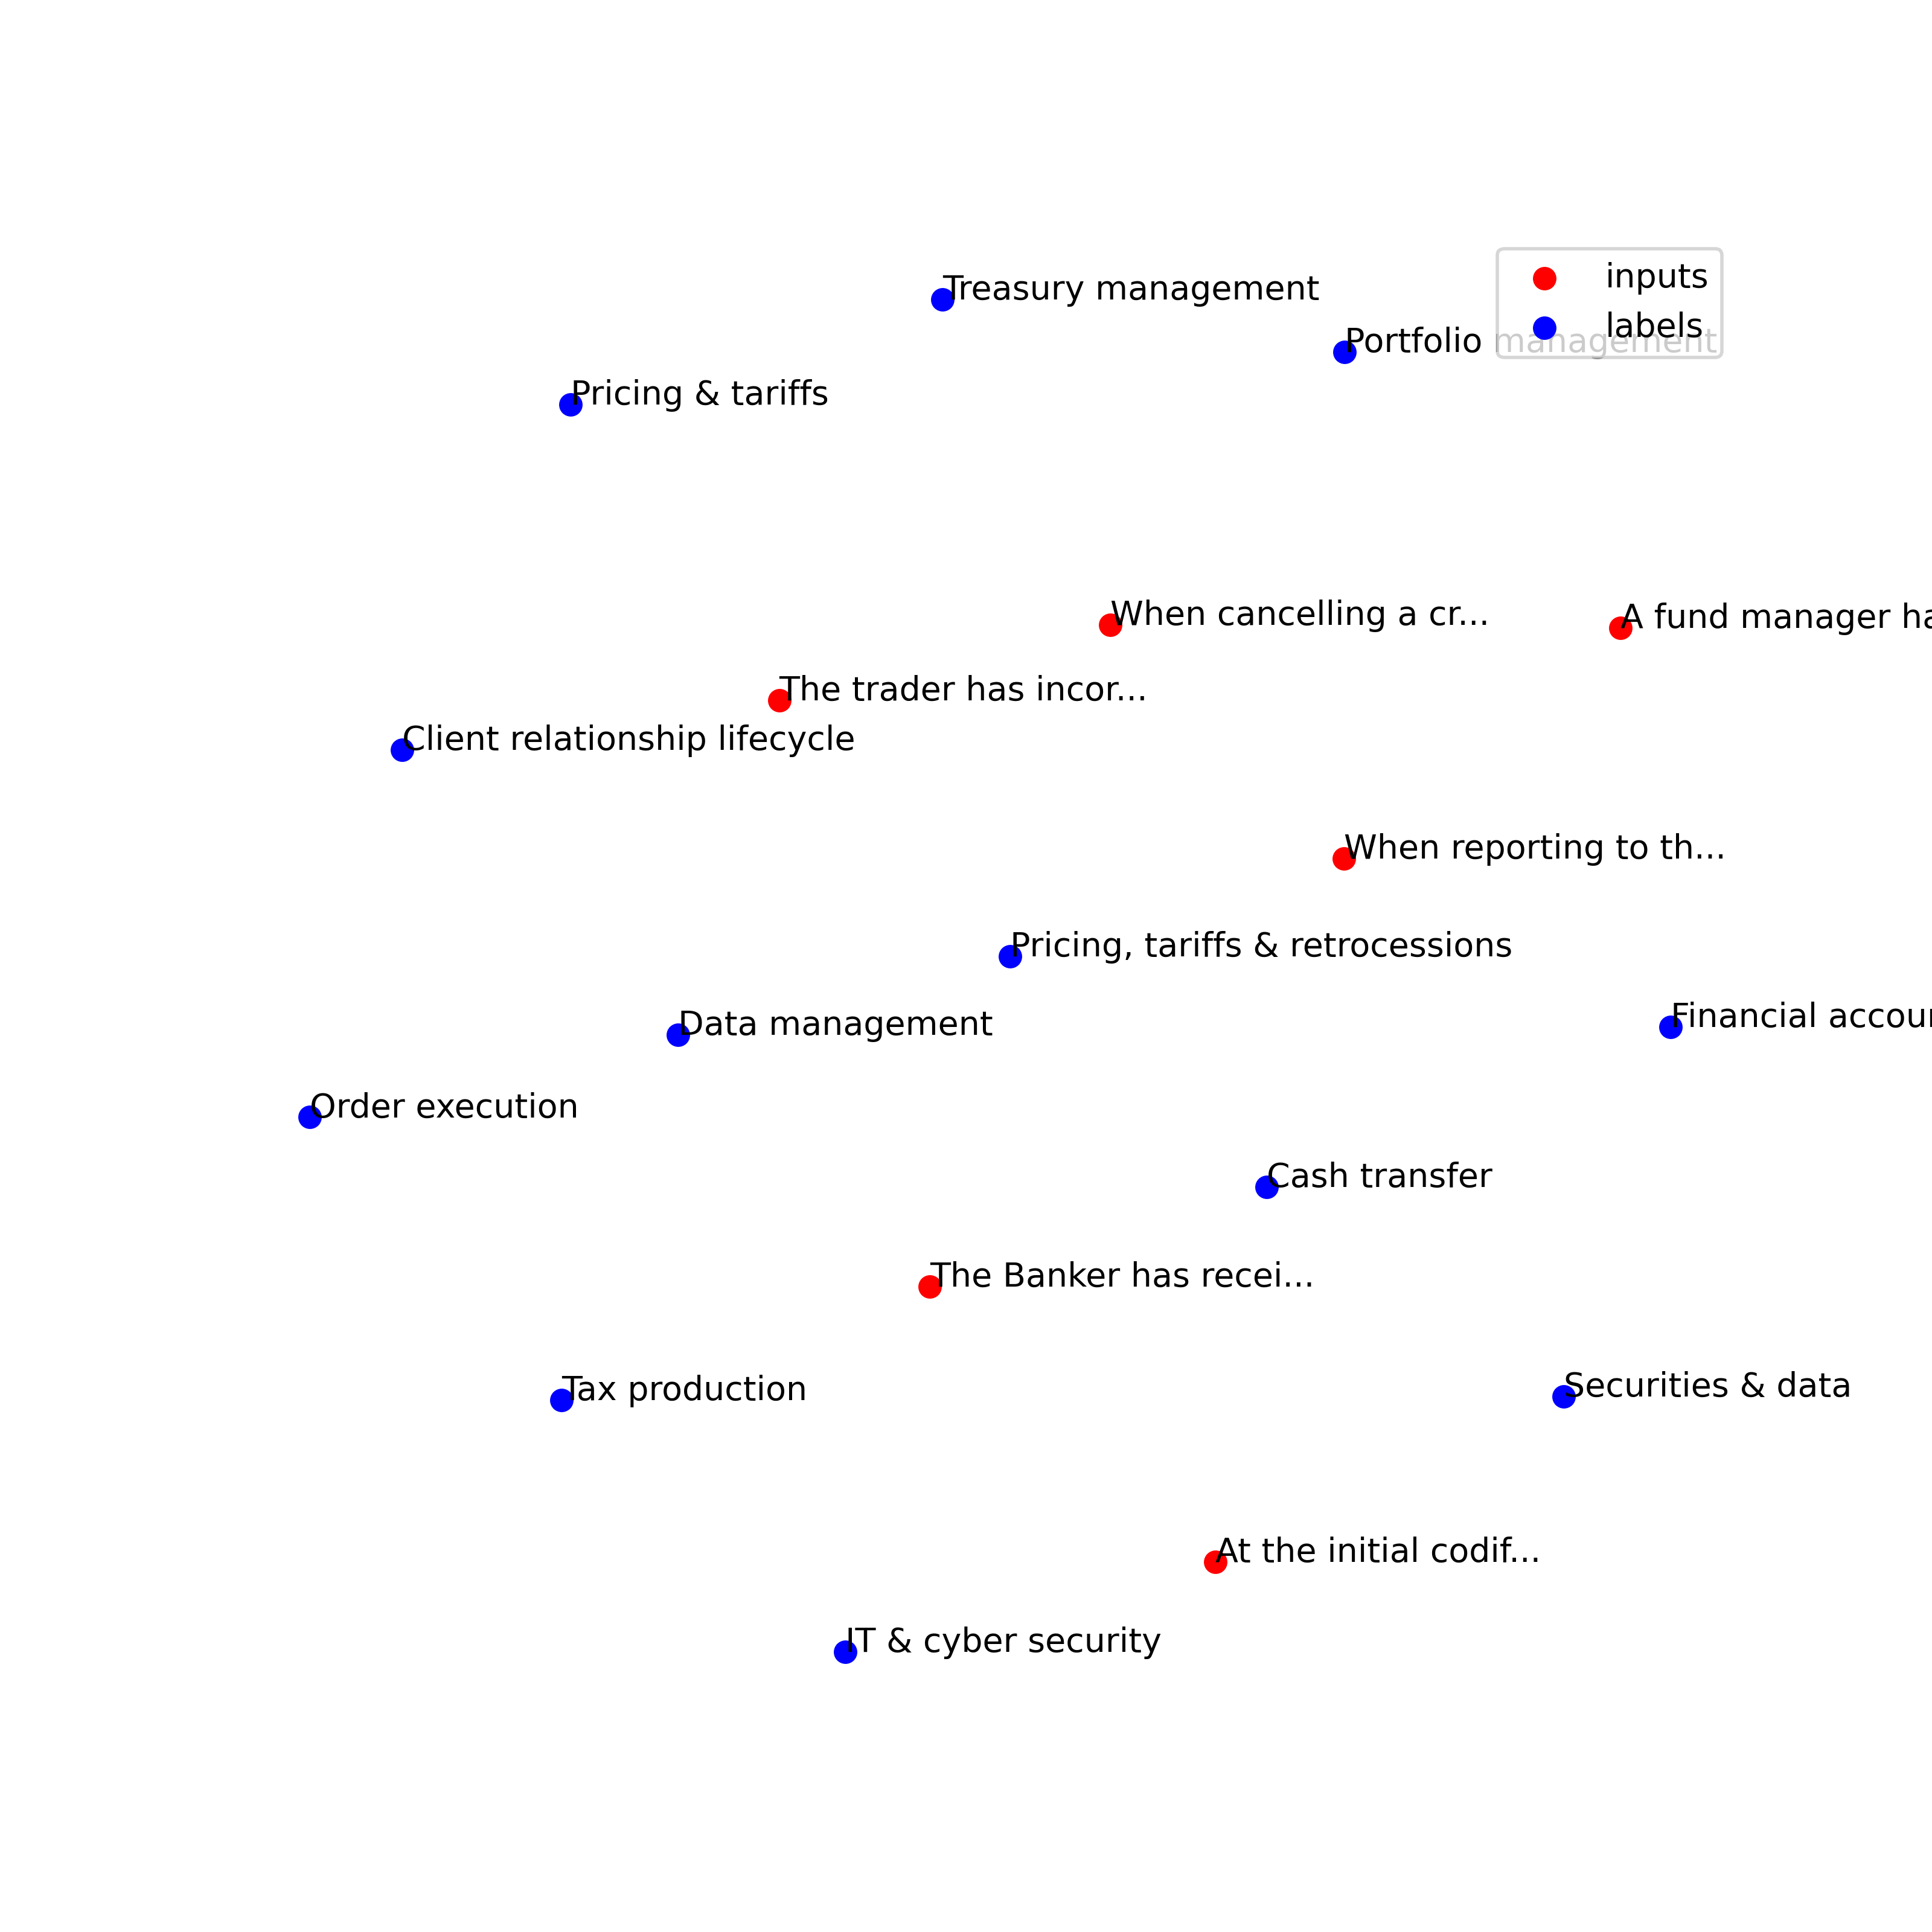 Treasury management
inputs
labels
Portfolio management
Pricing & tariffs
When cancelling a cr...
A fund manager
The trader has incor...
Client relationship lifecycle
When reporting to th...
Pricing, tariffs & retrocessions
Data management
Financial
Order execution
Cash transfer
The Banker has recei...
Tax production
Securities & data
At the initial codif...
IT & cyber security